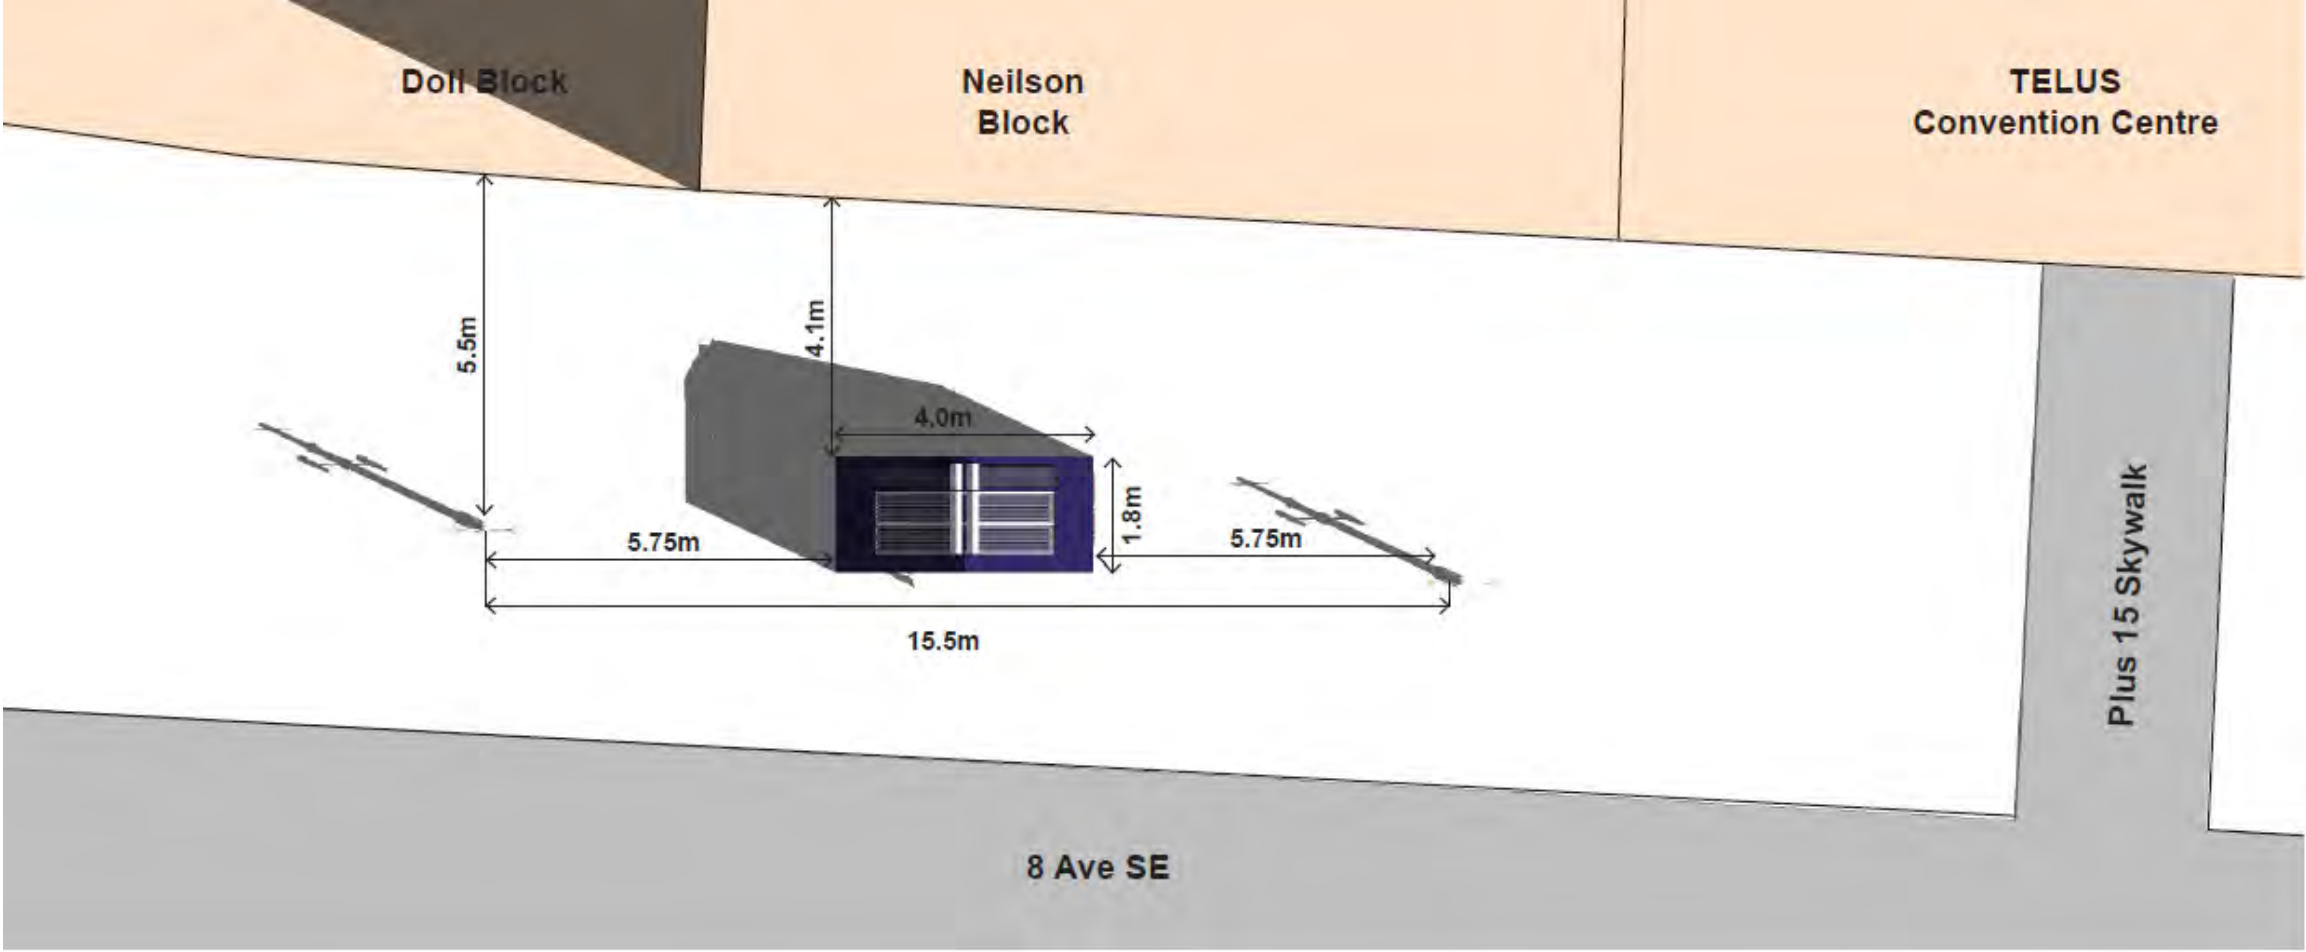 Doll Block
Neilson
Block
TELUS
Convention Centre
5.5m
4.1m
4.0m
1.8m
5.75m
5.75m
15.5m
Plus 15 Skywalk
8 Ave SE